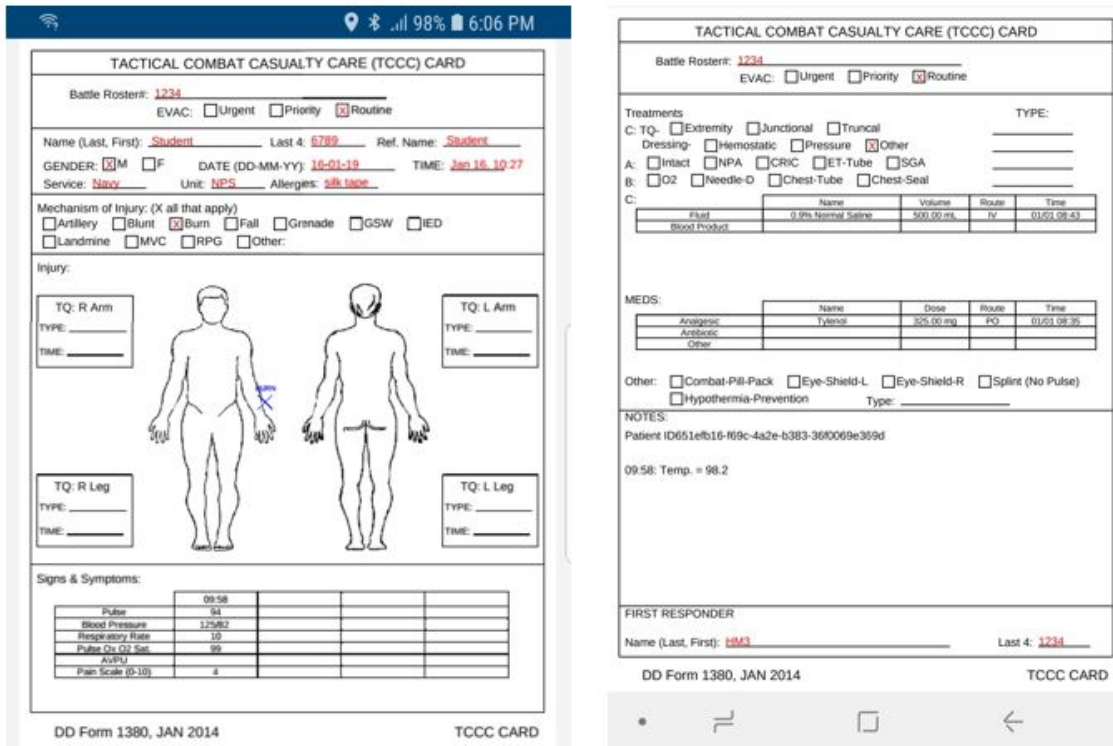 98% 6:06 PM
TACTICAL COMBAT CASUALTY CARE (TCCC) CARD
Battle Roster#: 1234
EVAC: Urgent Priority X Routine
Name (Last, First): Student Last 4: 6789 Ref. Name: Student
GENDER: X M F DATE (DD-MM-YY): 16-01-19 TIME: Jan 16, 10:27
Service: Navy Unit: NPS Allergies: silk tape
Mechanism of Injury: (X all that apply)
Artillery Blunt X Burn Fall Grenade GSW IED
Landmine MVC RPG Other:
Injury:
TQ: R Arm
TYPE:
TIME:
TQ: L Arm
TYPE:
TIME:
BURN
TQ: R Leg
TYPE:
TIME:
TQ: L Leg
TYPE:
TIME:
Signs & Symptoms:
09:58
Pulse 94
Blood Pressure 125/82
Respiratory Rate 10
Pulse Ox O2 Sat. 99
AVPU
Pain Scale (0-10) 4
DD Form 1380, JAN 2014 TCCC CARD
TACTICAL COMBAT CASUALTY CARE (TCCC) CARD
Battle Roster#: 1234
EVAC: Urgent Priority X Routine
Treatments TYPE:
C: TQ- Extremity Junctional Truncal
Dressing- Hemostatic Pressure X Other
A: Intact NPA CRIC ET-Tube SGA
B: O2 Needle-D Chest-Tube Chest-Seal
C:
Name Volume Route Time
Fluid 0.9% Normal Saline 500.00 mL IV 01/01 08:43
Blood Product
MEDS:
Name Dose Route Time
Analgesic Tylenol 325.00 mg PO 01/01 08:35
Antibiotic
Other
Other: Combat-Pill-Pack Eye-Shield-L Eye-Shield-R Splint (No Pulse)
Hypothermia-Prevention Type:
NOTES:
Patient ID651efb16-f69c-4a2e-b383-36f0069e369d
09:58: Temp. = 98.2
FIRST RESPONDER
Name (Last, First): HM3 Last 4: 1234
DD Form 1380, JAN 2014 TCCC CARD